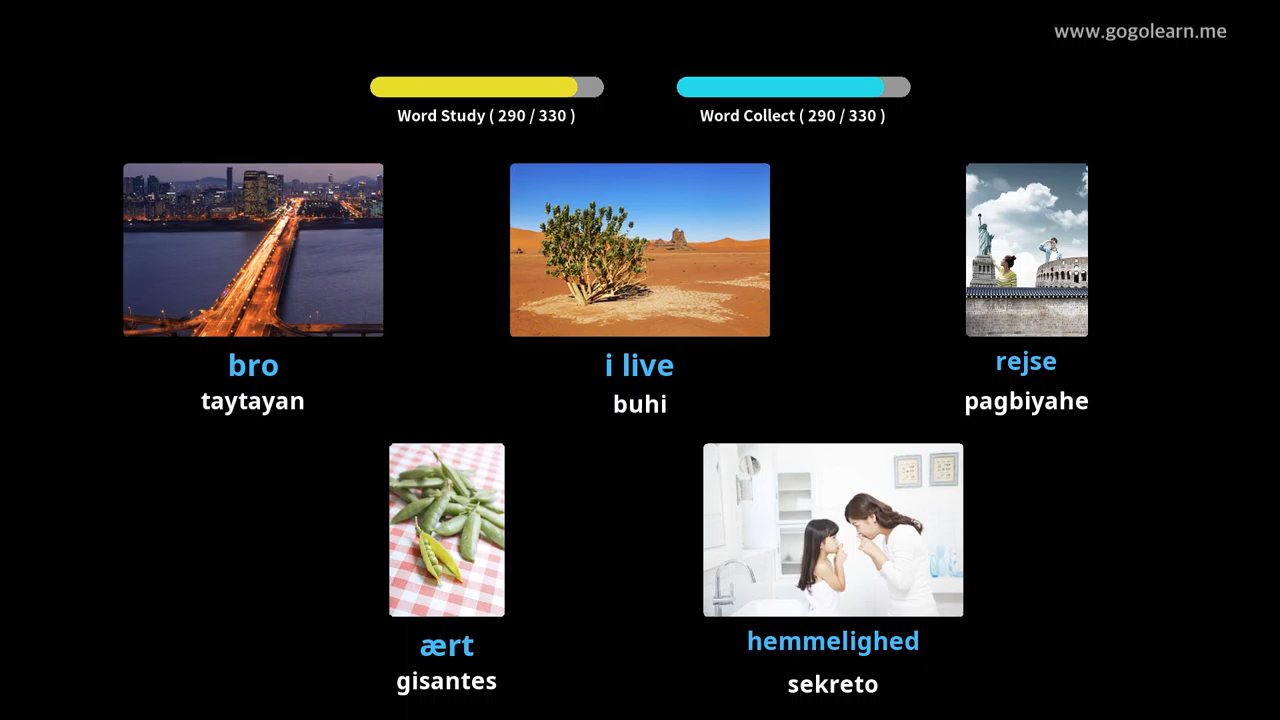 www.gogolearn.me
Word Study ( 290 / 330 )
Word Collect ( 290 / 330 )
bro
taytayan
i live
buhi
rejse
pagbiyahe
ært
gisantes
hemmelighed
sekreto